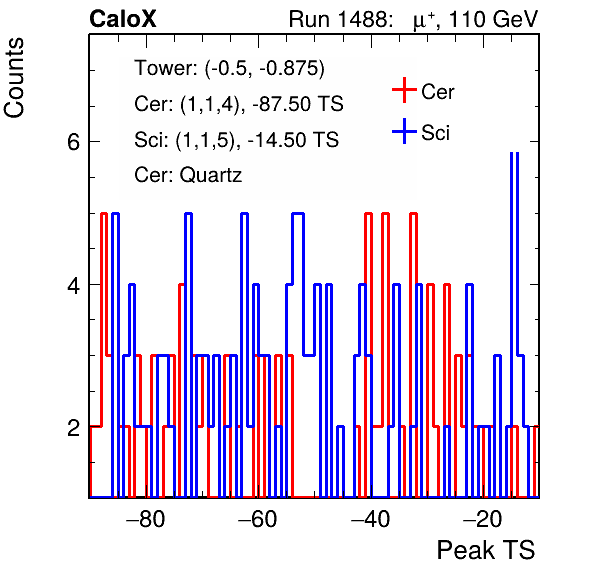 CaloX Run 1488: μ⁺, 110 GeV
Counts
Tower: (-0.5, -0.875)
Cer: (1,1,4), -87.50 TS
Sci: (1,1,5), -14.50 TS
Cer: Quartz
Cer
Sci
6
4
2
−80 −60 −40 −20
Peak TS